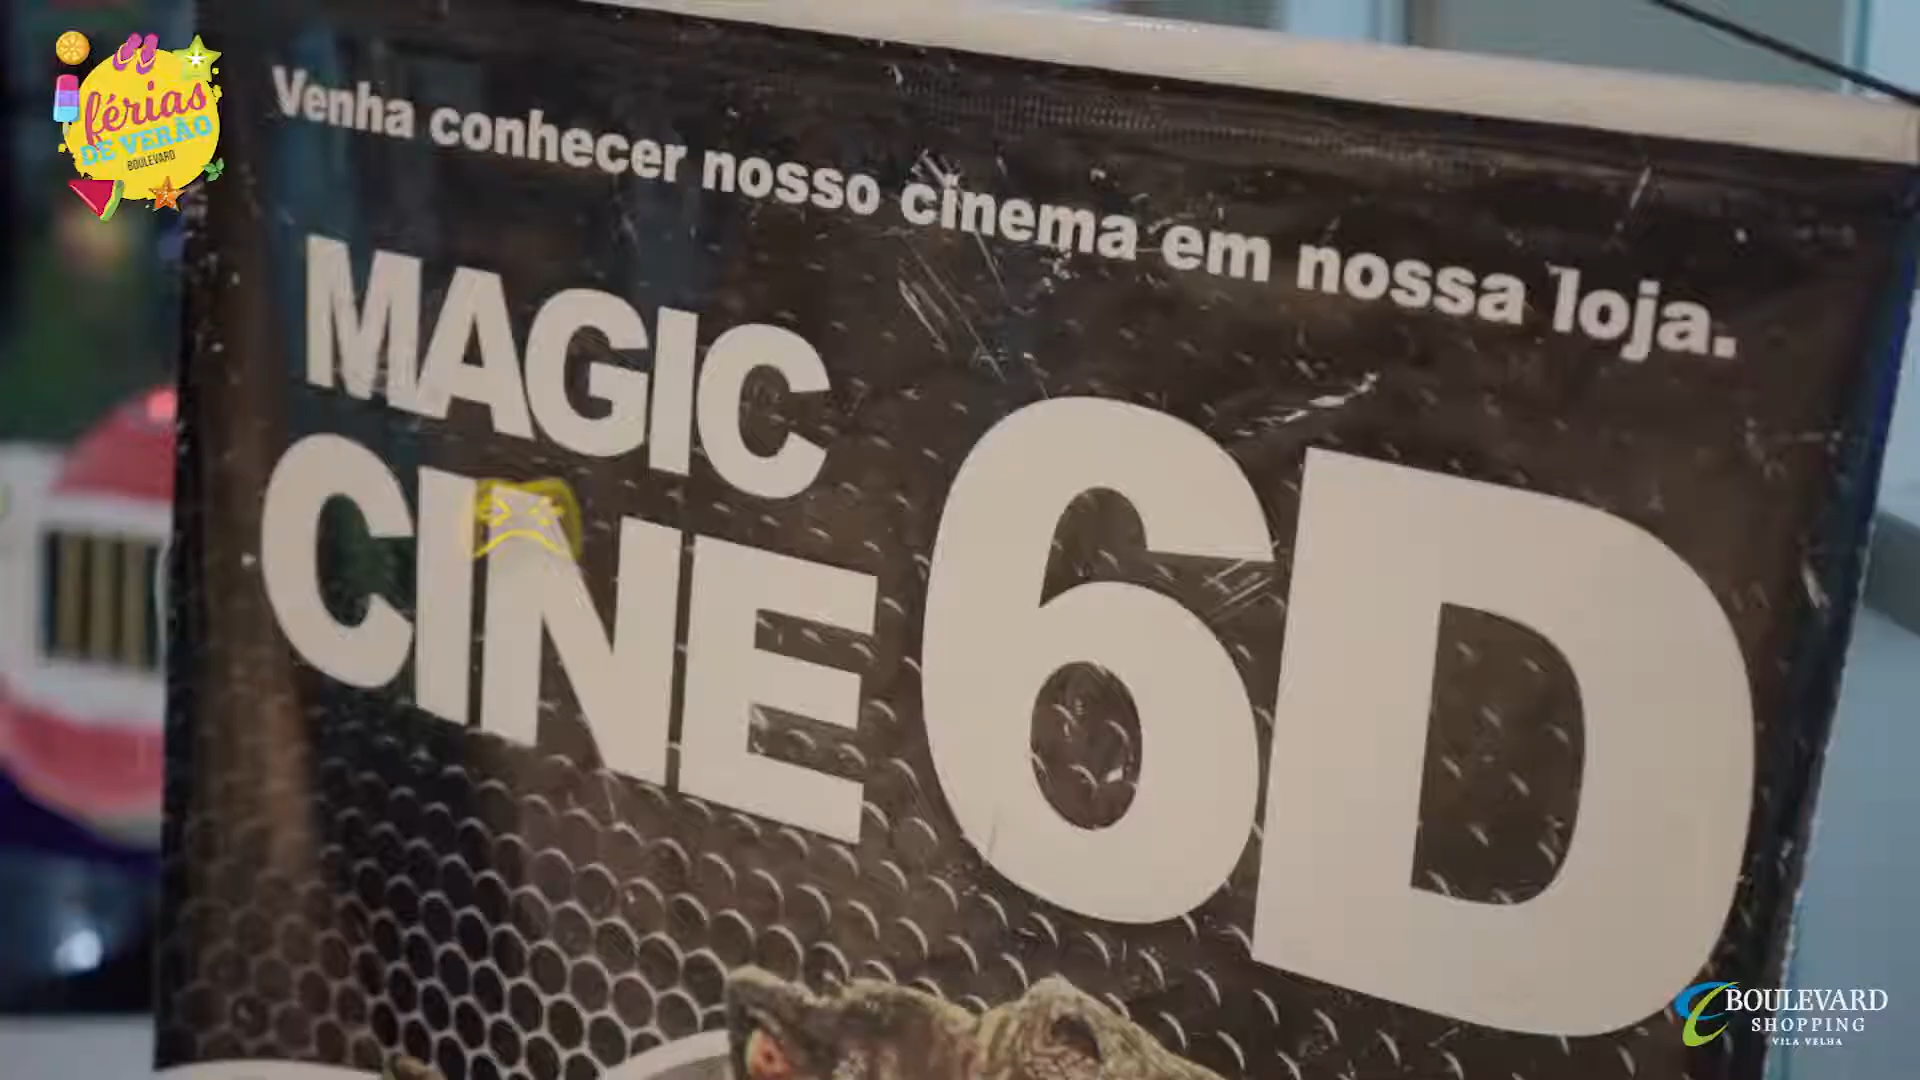 férias
DE VERÃO
BOULEVARD
Venha conhecer nosso cinema em nossa loja.
MAGIC
CINE 6D
BOULEVARD
SHOPPING
VILA VELHA